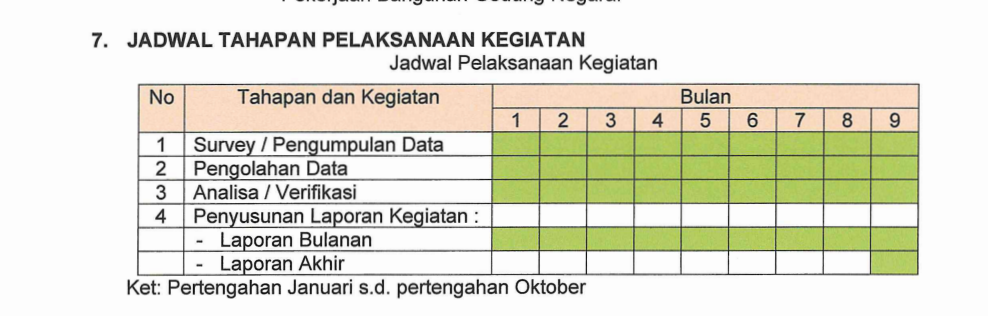 7. JADWAL TAHAPAN PELAKSANAAN KEGIATAN
Jadwal Pelaksanaan Kegiatan
No Tahapan dan Kegiatan Bulan
1 2 3 4 5 6 7 8 9
1 Survey / Pengumpulan Data
2 Pengolahan Data
3 Analisa / Verifikasi
4 Penyusunan Laporan Kegiatan :
- Laporan Bulanan
- Laporan Akhir
Ket: Pertengahan Januari s.d. pertengahan Oktober